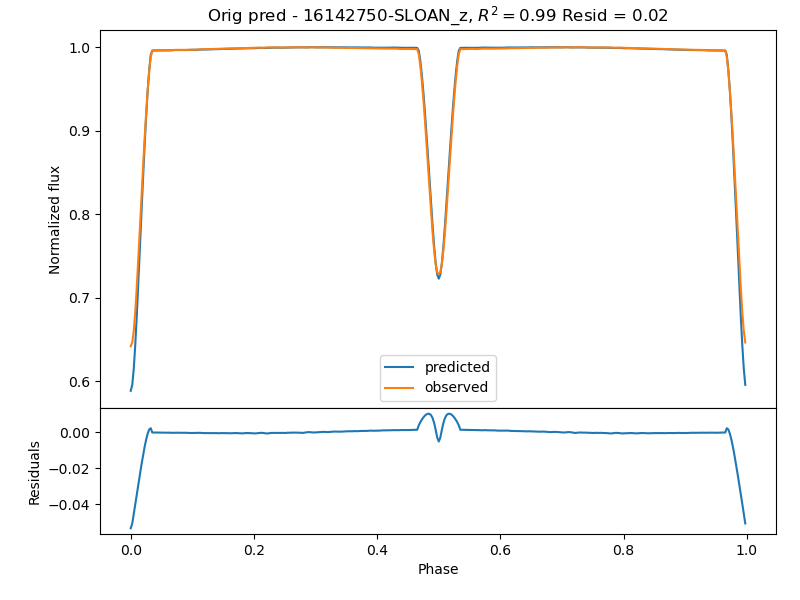 Orig pred - 16142750-SLOAN_z, R² = 0.99 Resid = 0.02
1.0
0.9
0.8
0.7
0.6
Normalized flux
predicted
observed
0.00
−0.02
−0.04
Residuals
0.0 0.2 0.4 0.6 0.8 1.0
Phase